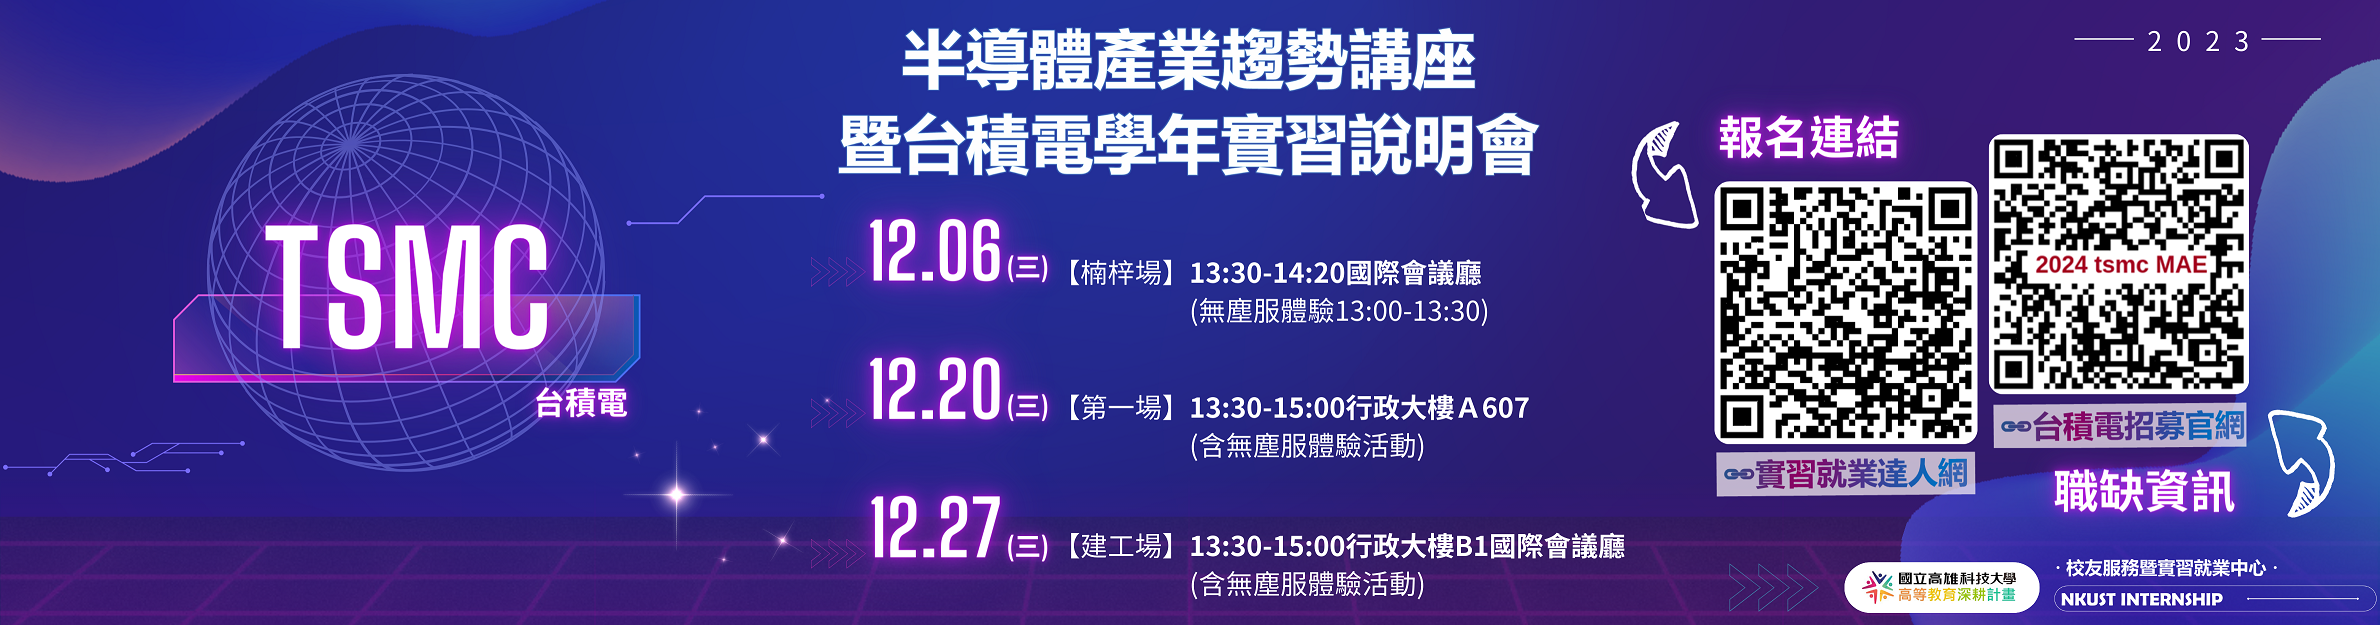 半導體產業趨勢講座
暨台積電學年實習說明會
2023
TSMC
台積電
12.06(三)【楠梓場】13:30-14:20國際會議廳
(無塵服體驗13:00-13:30)
12.20(三)【第一場】13:30-15:00行政大樓A607
(含無塵服體驗活動)
12.27(三)【建工場】13:30-15:00行政大樓B1國際會議廳
(含無塵服體驗活動)
報名連結
實習就業達人網
2024 tsmc MAE
台積電招募官網
職缺資訊
國立高雄科技大學
高等教育深耕計畫
·校友服務暨實習就業中心·
NKUST INTERNSHIP